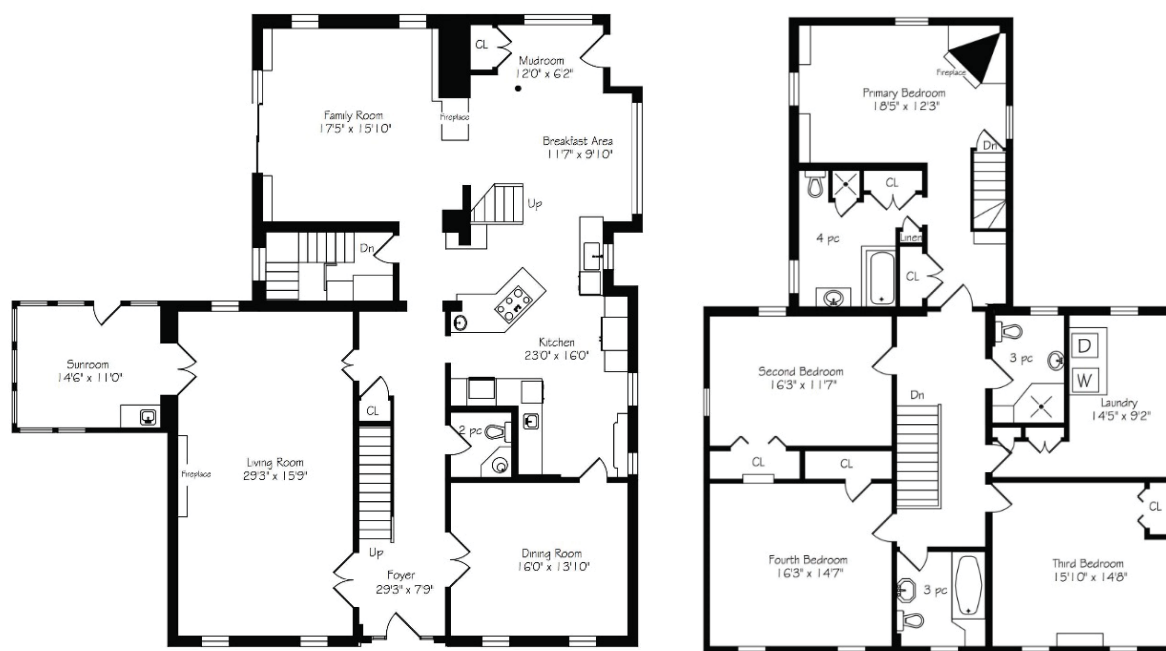 CL
Mudroom
12'0" x 6'2"
Family Room
17'5" x 15'10"
Fireplace
Breakfast Area
11'7" x 9'10"
Up
Dn
Sunroom
14'6" x 11'0"
Kitchen
23'0" x 16'0"
CL
2 pc
Living Room
29'3" x 15'9"
Fireplace
Up
Foyer
29'3" x 7'9"
Dining Room
16'0" x 13'10"
Fireplace
Primary Bedroom
18'5" x 12'3"
Dn
CL
4 pc
Linen
CL
Second Bedroom
16'3" x 11'7"
3 pc
D
W
Laundry
14'5" x 9'2"
Dn
CL
CL
CL
Fourth Bedroom
16'3" x 14'7"
3 pc
Third Bedroom
15'10" x 14'8"